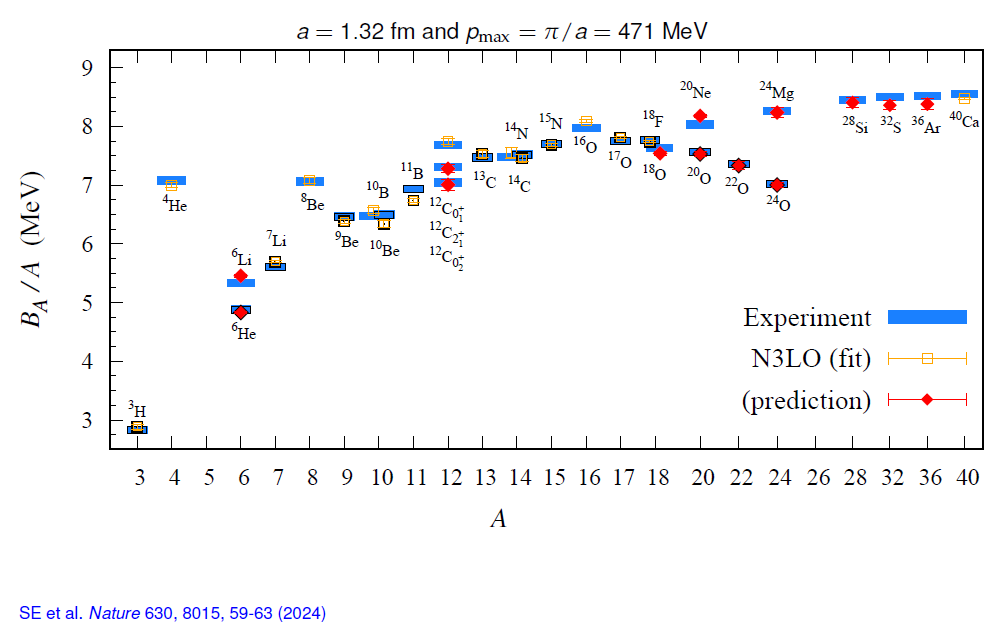 a = 1.32 fm and pmax = π/a = 471 MeV
B_A / A (MeV)
9
8
7
6
5
4
3
³H
⁴He
⁶Li
⁶He
⁷Li
⁸Be
⁹Be
¹⁰B
¹⁰Be
¹¹B
¹²C₀₁⁺
¹²C₂₁⁺
¹²C₀₂⁺
¹³C
¹⁴N
¹⁴C
¹⁵N
¹⁶O
¹⁷O
¹⁸F
¹⁸O
²⁰Ne
²⁰O
²²O
²⁴Mg
²⁴O
²⁸Si
³²S
³⁶Ar
⁴⁰Ca
Experiment
N3LO (fit)
(prediction)
3 4 5 6 7 8 9 10 11 12 13 14 15 16 17 18 20 22 24 26 28 32 36 40
A
SE et al. Nature 630, 8015, 59-63 (2024)